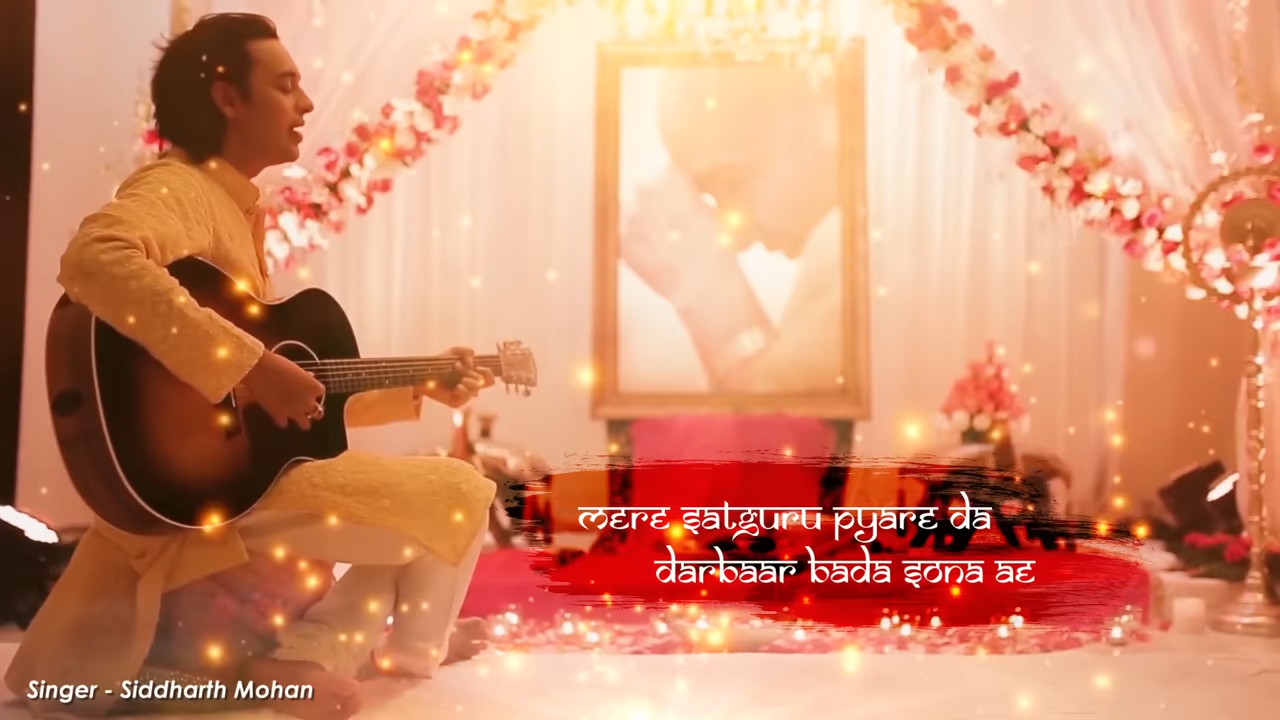 mere satguru pyare da
darbaar bada sona ae
Singer - Siddharth Mohan